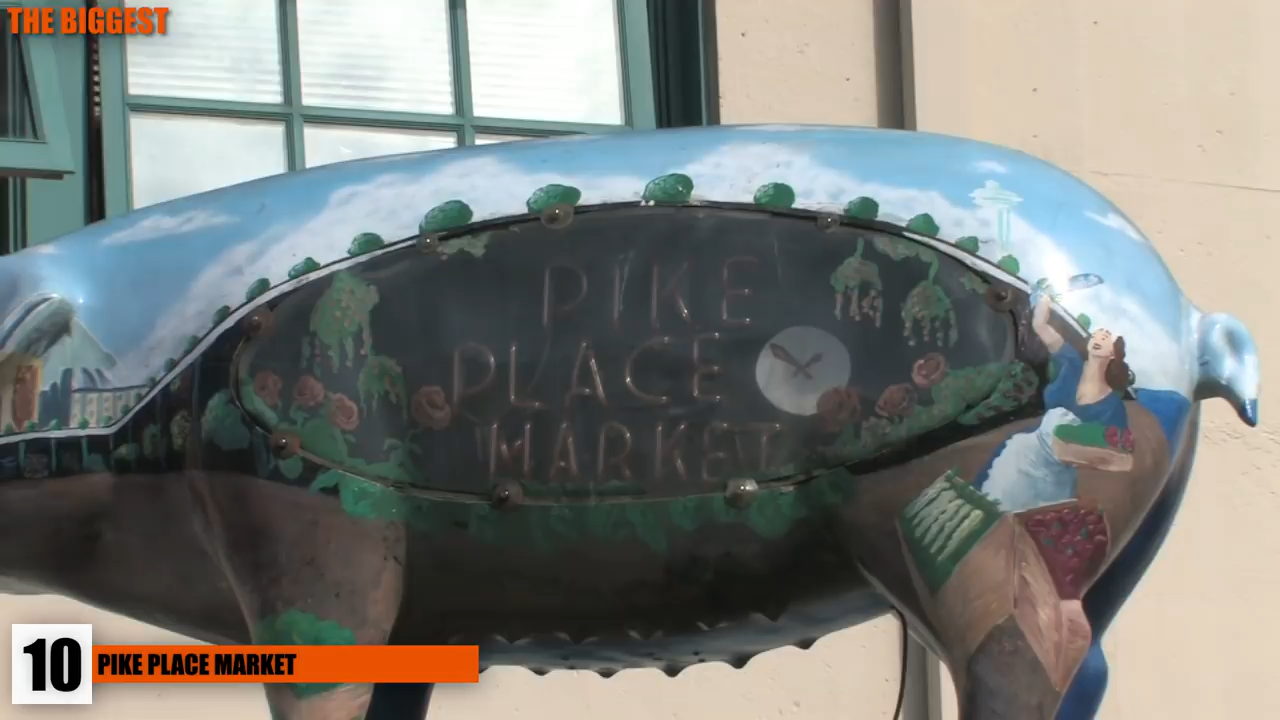 THE BIGGEST
PIKE
PLACE
MARKET
10
PIKE PLACE MARKET